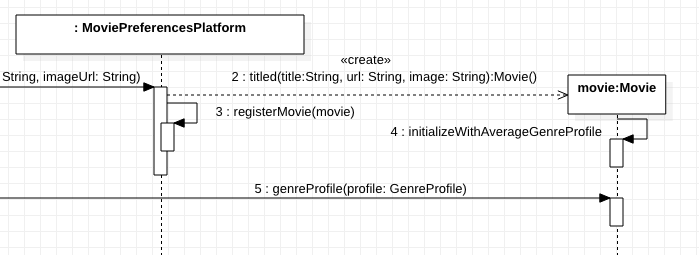 : MoviePreferencesPlatform
«create»
String, imageUrl: String)
2 : titled(title:String, url: String, image: String):Movie()
movie:Movie
3 : registerMovie(movie)
4 : initializeWithAverageGenreProfile
5 : genreProfile(profile: GenreProfile)